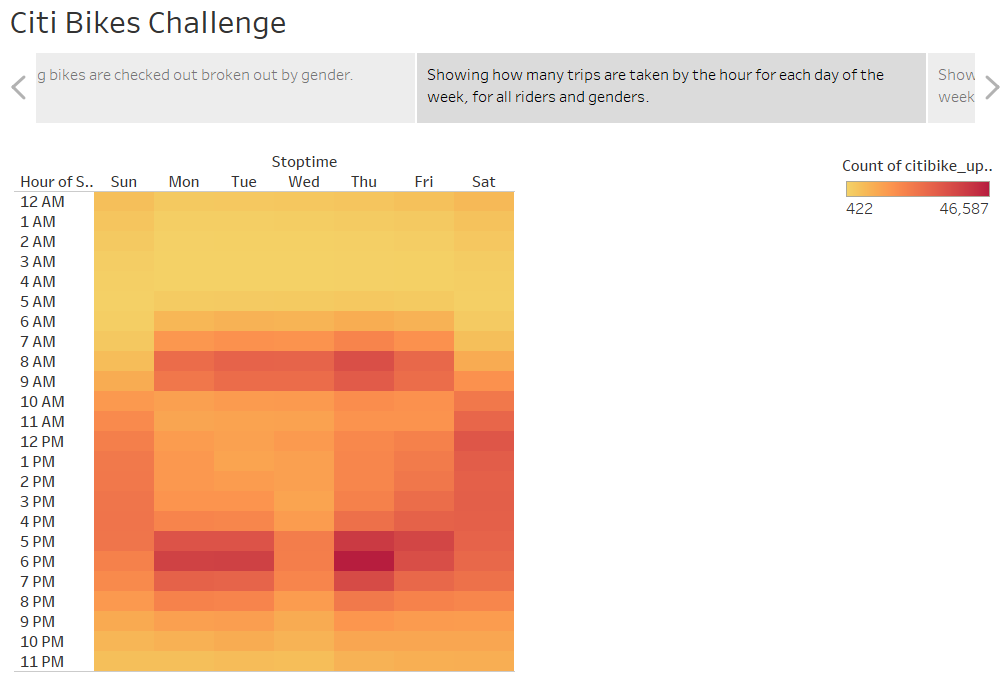 Citi Bikes Challenge
g bikes are checked out broken out by gender.
Showing how many trips are taken by the hour for each day of the
week, for all riders and genders.
Show
week
Stoptime
Hour of S.. Sun Mon Tue Wed Thu Fri Sat
12 AM
1 AM
2 AM
3 AM
4 AM
5 AM
6 AM
7 AM
8 AM
9 AM
10 AM
11 AM
12 PM
1 PM
2 PM
3 PM
4 PM
5 PM
6 PM
7 PM
8 PM
9 PM
10 PM
11 PM
Count of citibike_up..
422 46,587